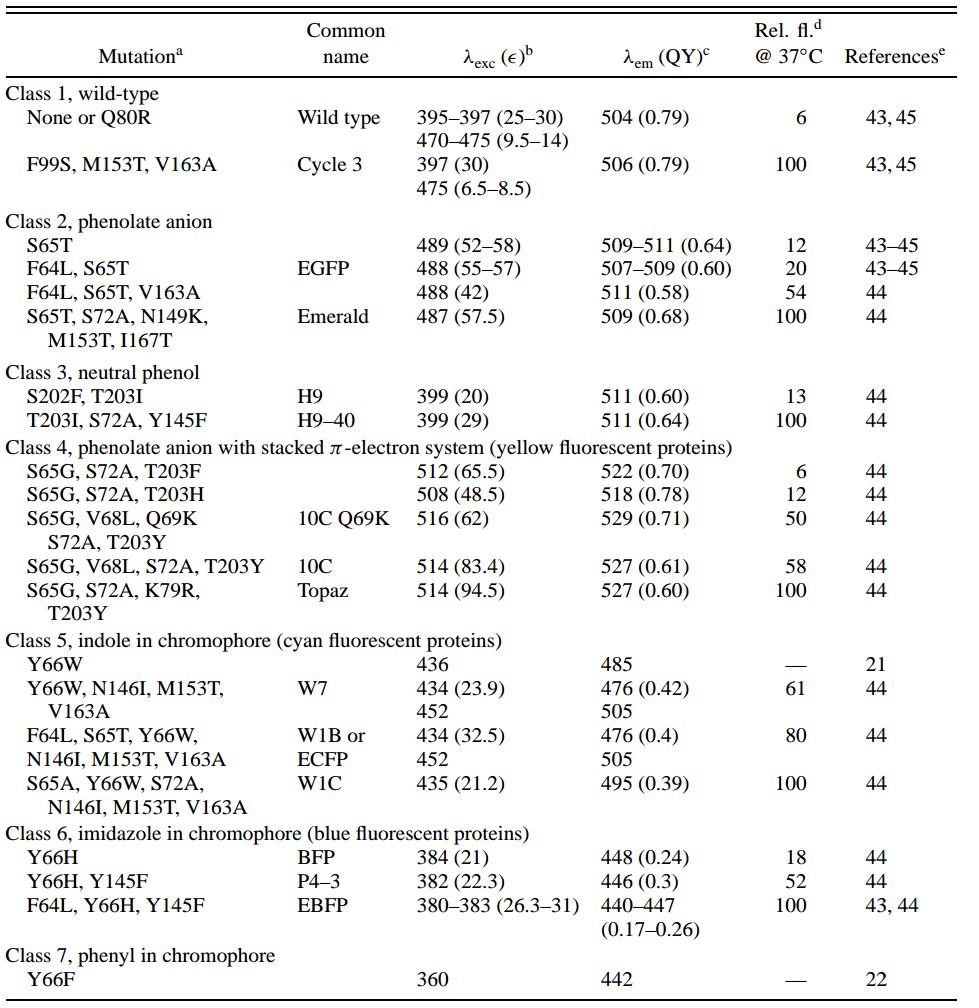 Common Rel. fl.d
Mutationa name λexc (ϵ)b λem (QY)c @ 37°C Referencese
Class 1, wild-type
None or Q80R Wild type 395–397 (25–30) 504 (0.79) 6 43, 45
470–475 (9.5–14)
F99S, M153T, V163A Cycle 3 397 (30) 506 (0.79) 100 43, 45
475 (6.5–8.5)
Class 2, phenolate anion
S65T 489 (52–58) 509–511 (0.64) 12 43–45
F64L, S65T EGFP 488 (55–57) 507–509 (0.60) 20 43–45
F64L, S65T, V163A 488 (42) 511 (0.58) 54 44
S65T, S72A, N149K, Emerald 487 (57.5) 509 (0.68) 100 44
M153T, I167T
Class 3, neutral phenol
S202F, T203I H9 399 (20) 511 (0.60) 13 44
T203I, S72A, Y145F H9–40 399 (29) 511 (0.64) 100 44
Class 4, phenolate anion with stacked π-electron system (yellow fluorescent proteins)
S65G, S72A, T203F 512 (65.5) 522 (0.70) 6 44
S65G, S72A, T203H 508 (48.5) 518 (0.78) 12 44
S65G, V68L, Q69K 10C Q69K 516 (62) 529 (0.71) 50 44
S72A, T203Y
S65G, V68L, S72A, T203Y 10C 514 (83.4) 527 (0.61) 58 44
S65G, S72A, K79R, Topaz 514 (94.5) 527 (0.60) 100 44
T203Y
Class 5, indole in chromophore (cyan fluorescent proteins)
Y66W 436 485 — 21
Y66W, N146I, M153T, W7 434 (23.9) 476 (0.42) 61 44
V163A 452 505
F64L, S65T, Y66W, W1B or 434 (32.5) 476 (0.4) 80 44
N146I, M153T, V163A ECFP 452 505
S65A, Y66W, S72A, W1C 435 (21.2) 495 (0.39) 100 44
N146I, M153T, V163A
Class 6, imidazole in chromophore (blue fluorescent proteins)
Y66H BFP 384 (21) 448 (0.24) 18 44
Y66H, Y145F P4–3 382 (22.3) 446 (0.3) 52 44
F64L, Y66H, Y145F EBFP 380–383 (26.3–31) 440–447 100 43, 44
(0.17–0.26)
Class 7, phenyl in chromophore
Y66F 360 442 — 22